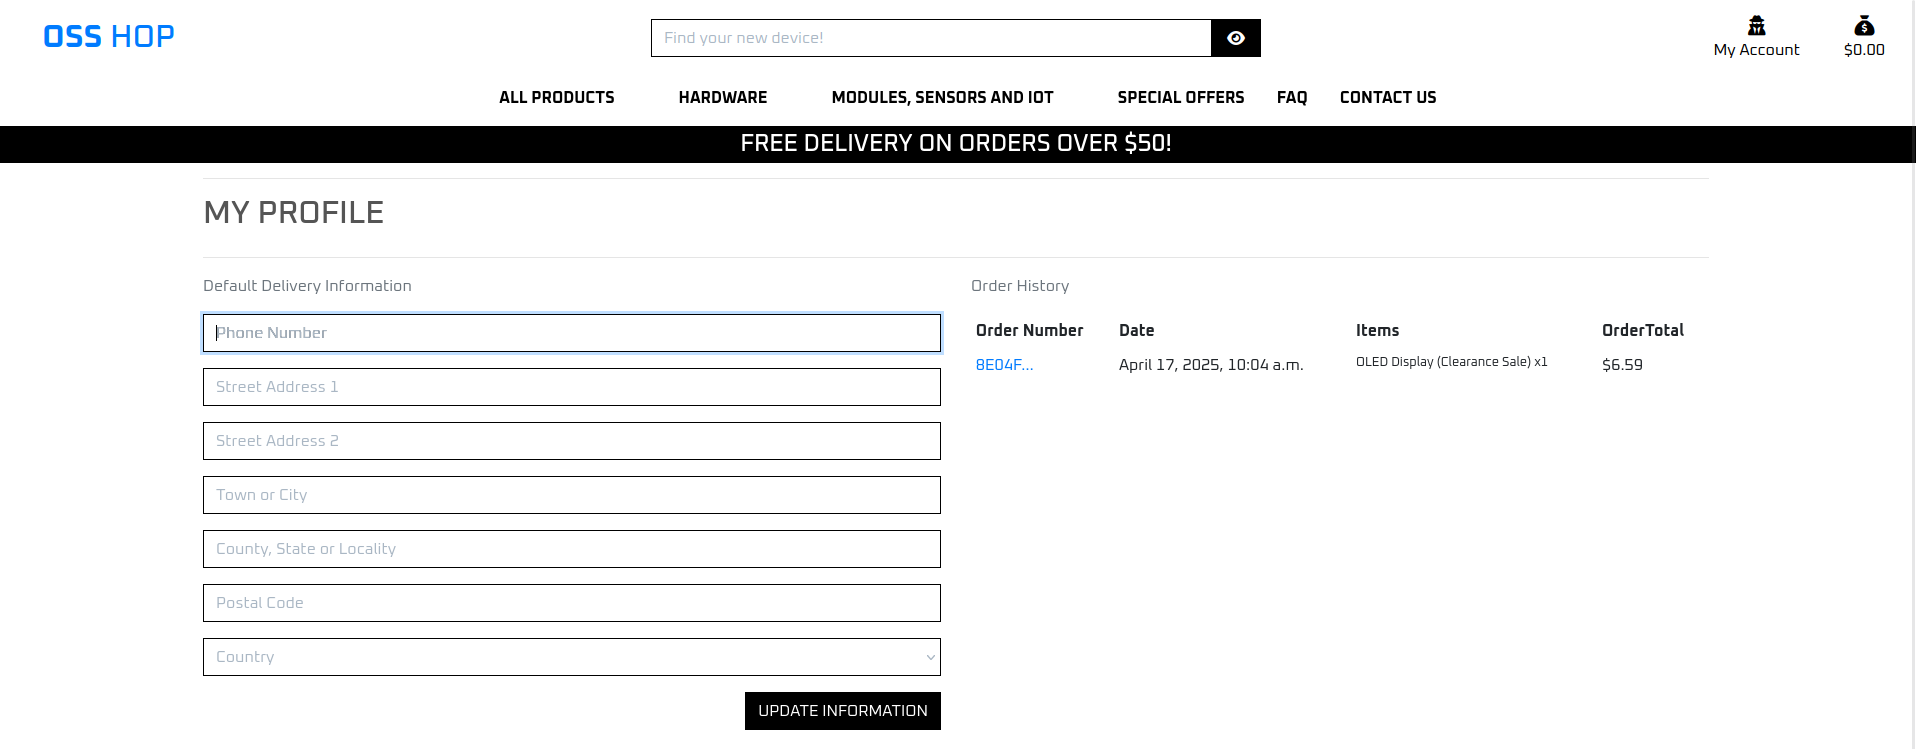 OSS HOP
Find your new device!
$
My Account
$0.00
ALL PRODUCTS HARDWARE MODULES, SENSORS AND IOT SPECIAL OFFERS FAQ CONTACT US
FREE DELIVERY ON ORDERS OVER $50!
MY PROFILE
Default Delivery Information
Phone Number
Street Address 1
Street Address 2
Town or City
County, State or Locality
Postal Code
Country
UPDATE INFORMATION
Order History
Order Number Date Items OrderTotal
8E04F... April 17, 2025, 10:04 a.m. OLED Display (Clearance Sale) x1 $6.59